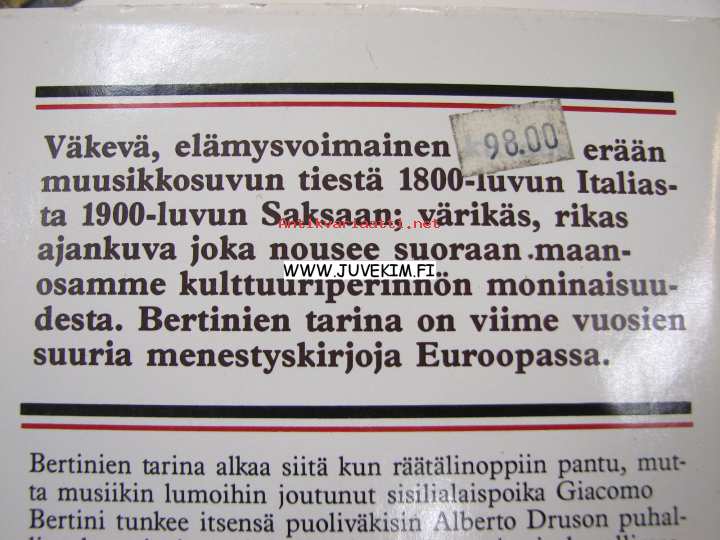 Väkevä, elämysvoimainen 98.00 erään
muusikkosuvun tiestä 1800-luvun Italias-
ta 1900-luvun Saksaan; värikäs, rikas
Antikvariaatti.net
ajankuva joka nousee suoraan maan-
WWW.JUVEKIM.FI
osamme kulttuuriperinnön moninaisuu-
desta. Bertinien tarina on viime vuosien
suuria menestyskirjoja Euroopassa.
Bertinien tarina alkaa siitä kun räätälinoppiin pantu, mut-
ta musiikin lumoihin joutunut sisilialaispoika Giacomo
Bertini tunkee itsensä puoliväkisin Alberto Druson puhal-